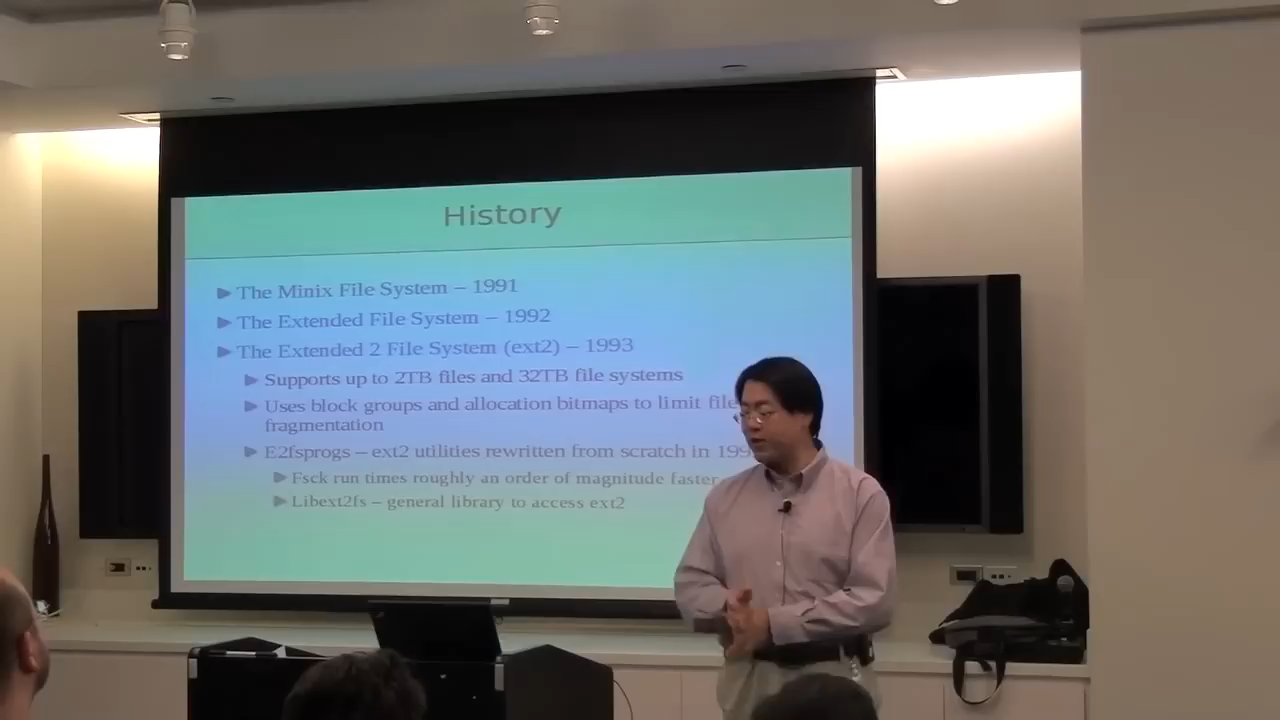 History
The Minix File System – 1991
The Extended File System – 1992
The Extended 2 File System (ext2) – 1993
Supports up to 2TB files and 32TB file systems
Uses block groups and allocation bitmaps to limit file
fragmentation
E2fsprogs – ext2 utilities rewritten from scratch in
Fsck run times roughly an order of magnitude faster
Libext2fs – general library to access ext2